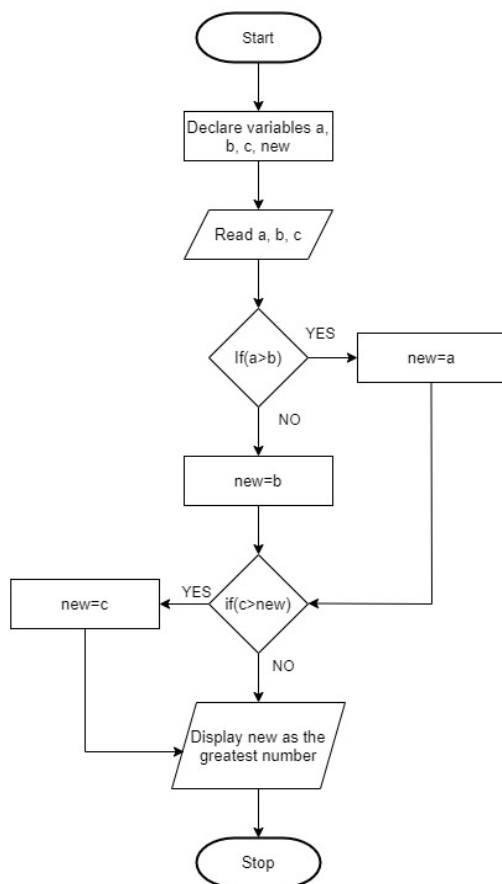 Start
Declare variables a,
b, c, new
Read a, b, c
If(a>b)
YES
new=a
NO
new=b
if(c>new)
YES
new=c
NO
Display new as the
greatest number
Stop